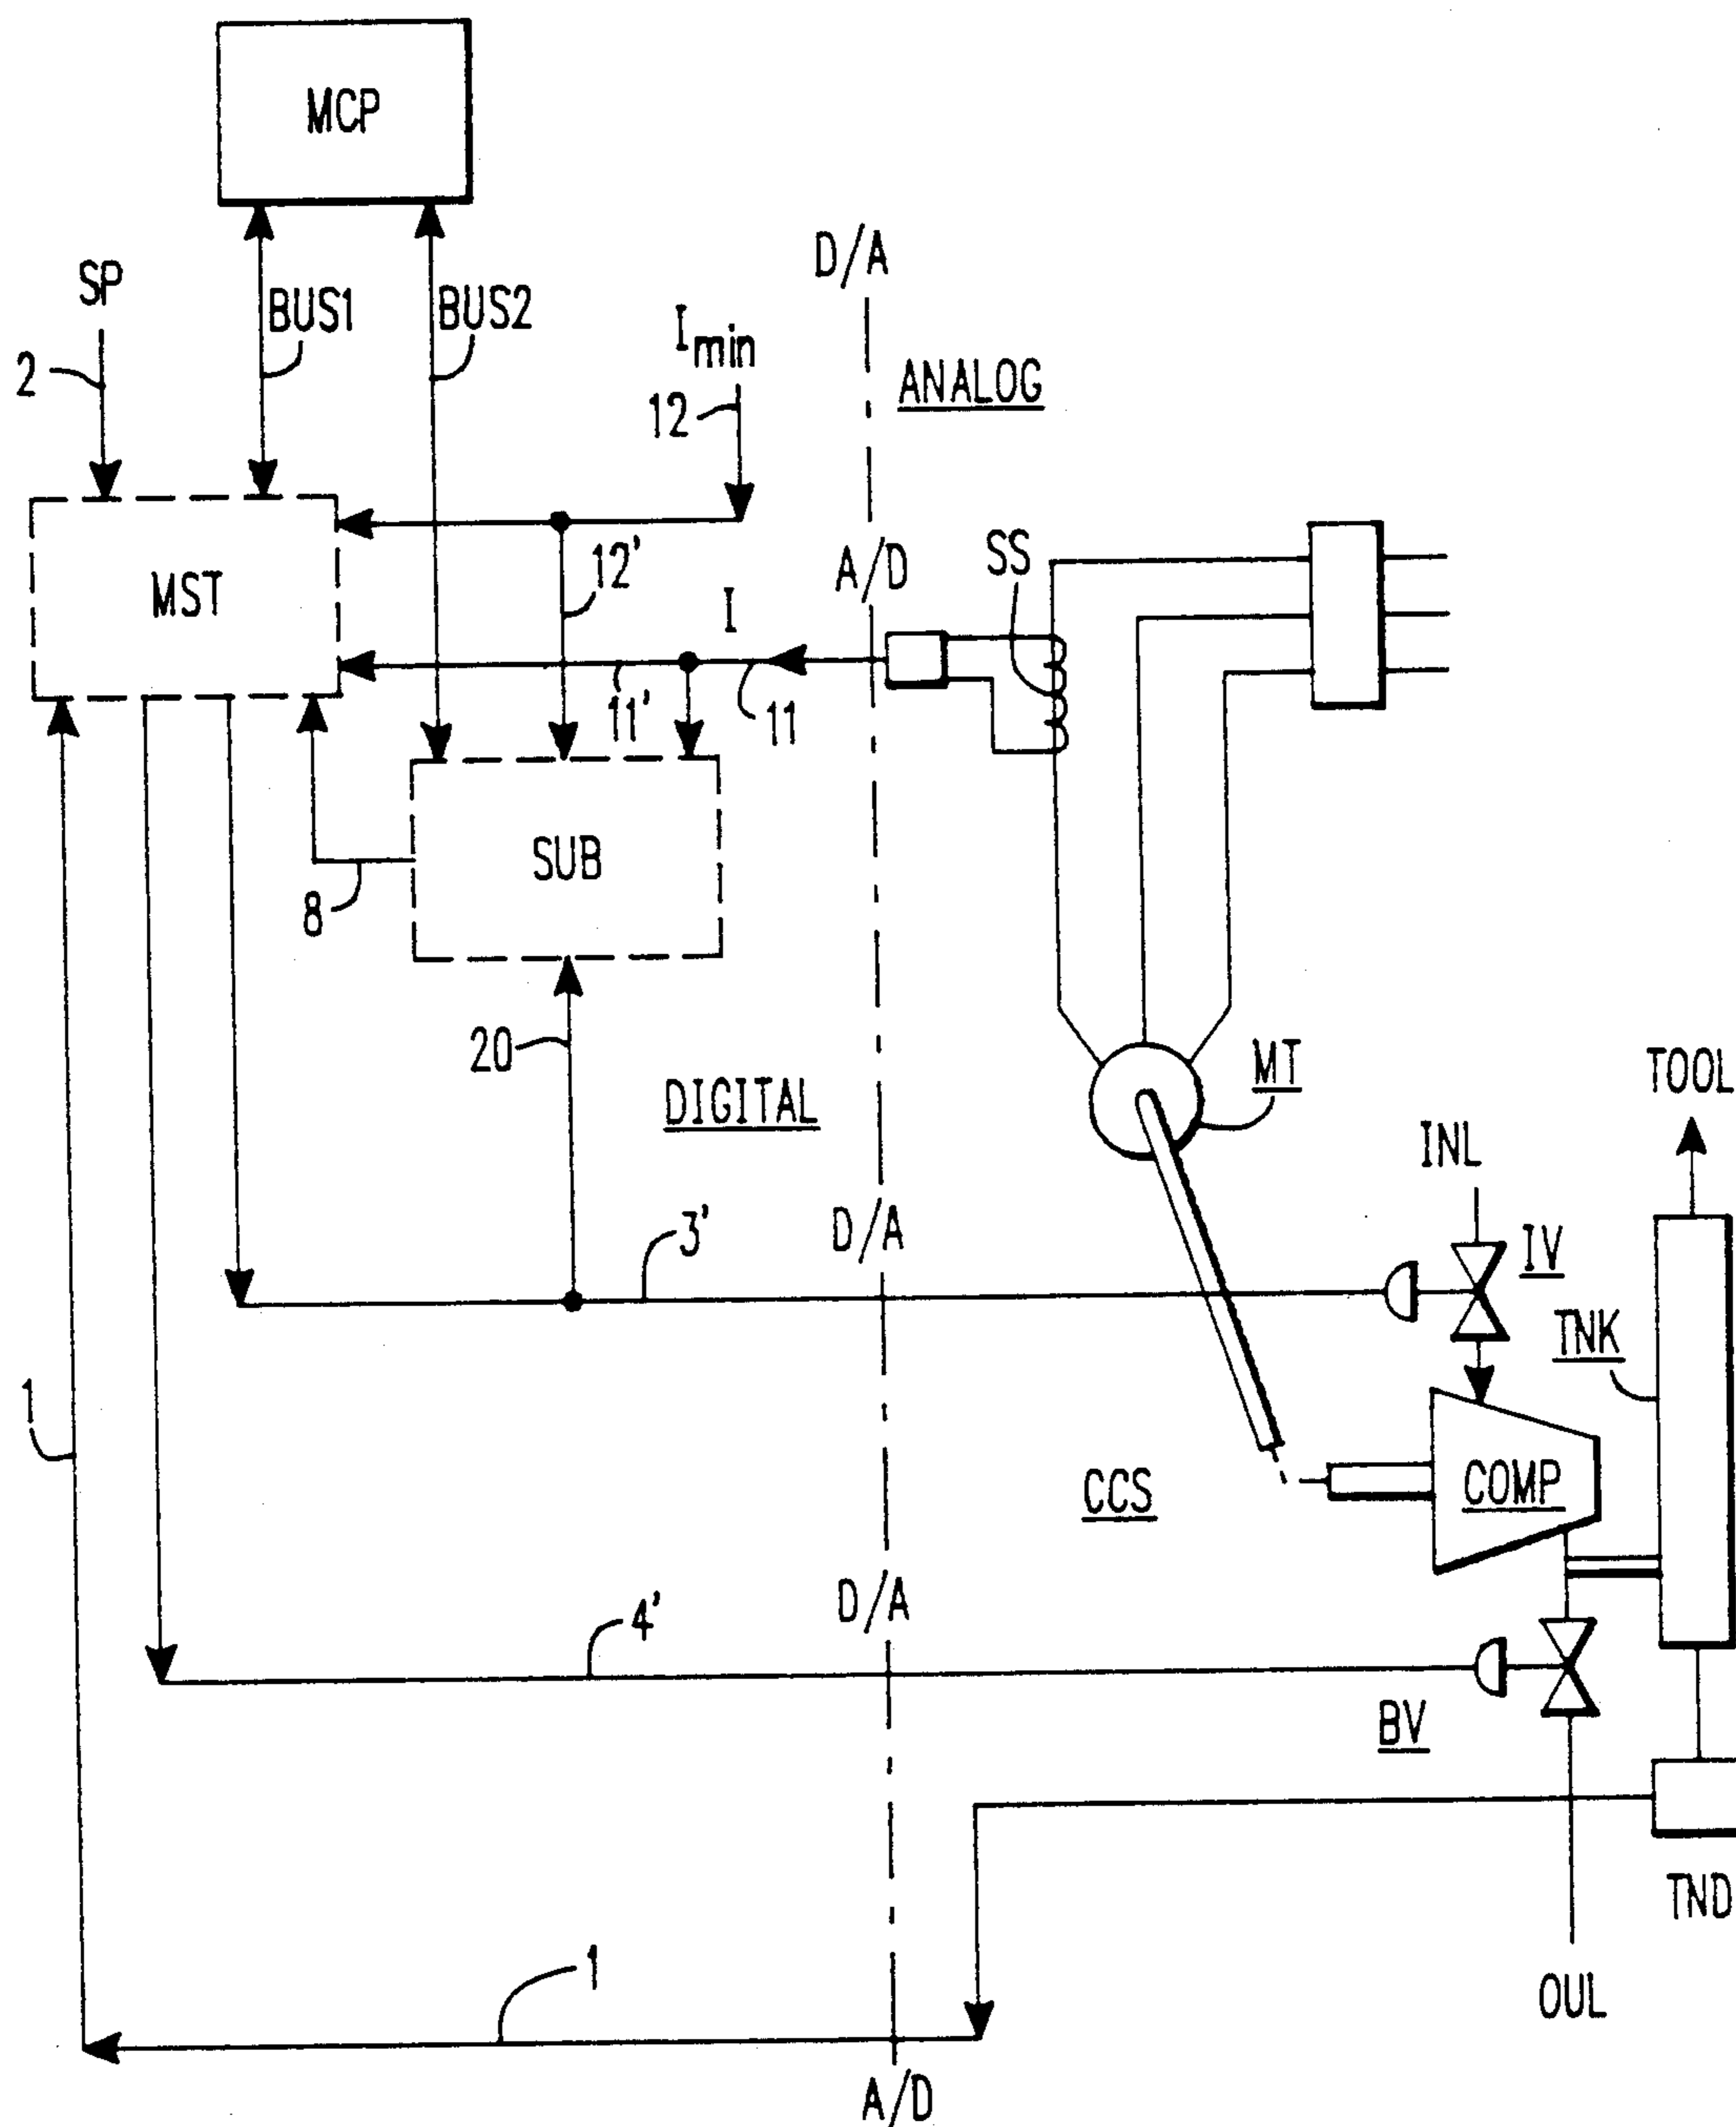 MCP
SP
BUS1
BUS2
D/A
2
I min
12
ANALOG
MST
12'
A/D
SS
I
11'
11
SUB
8
20
DIGITAL
MT
TOOL
INL
3'
D/A
IV
TNK
1
CCS
COMP
D/A
4'
BV
TND
1
OUL
A/D